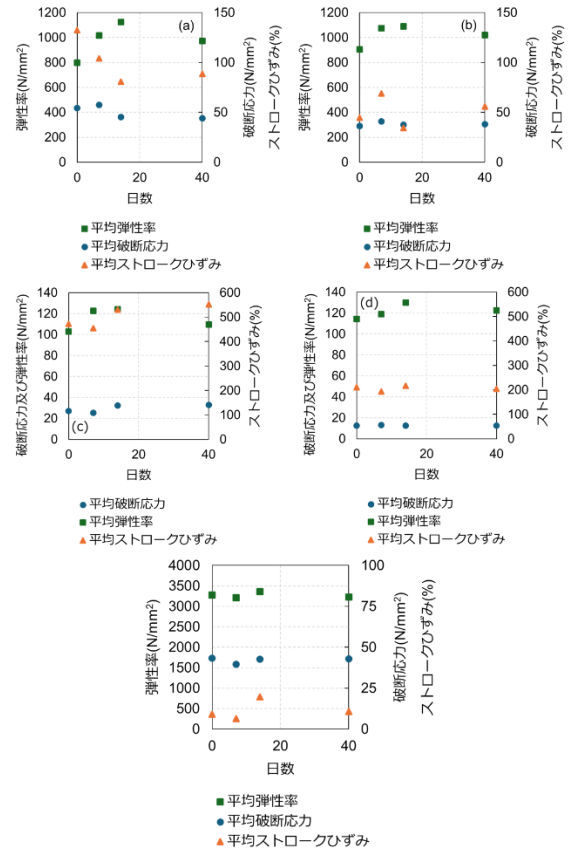 1200
1000
800
600
400
200
0
弾性率(N/mm²)
0
20
40
日数
150
100
50
0
破断応力(N/mm²)
ストロークひずみ(%)
(a)
■平均弾性率
●平均破断応力
▲平均ストロークひずみ
1200
1000
800
600
400
200
0
弾性率(N/mm²)
0
20
40
日数
150
100
50
0
破断応力(N/mm²)
ストロークひずみ(%)
(b)
■平均弾性率
●平均破断応力
▲平均ストロークひずみ
140
120
100
80
60
40
20
0
破断応力及び弾性率(N/mm²)
0
20
40
日数
600
500
400
300
200
100
0
ストロークひずみ(%)
(c)
●平均破断応力
■平均弾性率
▲平均ストロークひずみ
140
120
100
80
60
40
20
0
破断応力及び弾性率(N/mm²)
0
20
40
日数
600
500
400
300
200
100
0
ストロークひずみ(%)
(d)
●平均破断応力
■平均弾性率
▲平均ストロークひずみ
4000
3500
3000
2500
2000
1500
1000
500
0
弾性率(N/mm²)
0
20
40
日数
100
75
50
25
0
破断応力(N/mm²)
ストロークひずみ(%)
■平均弾性率
●平均破断応力
▲平均ストロークひずみ